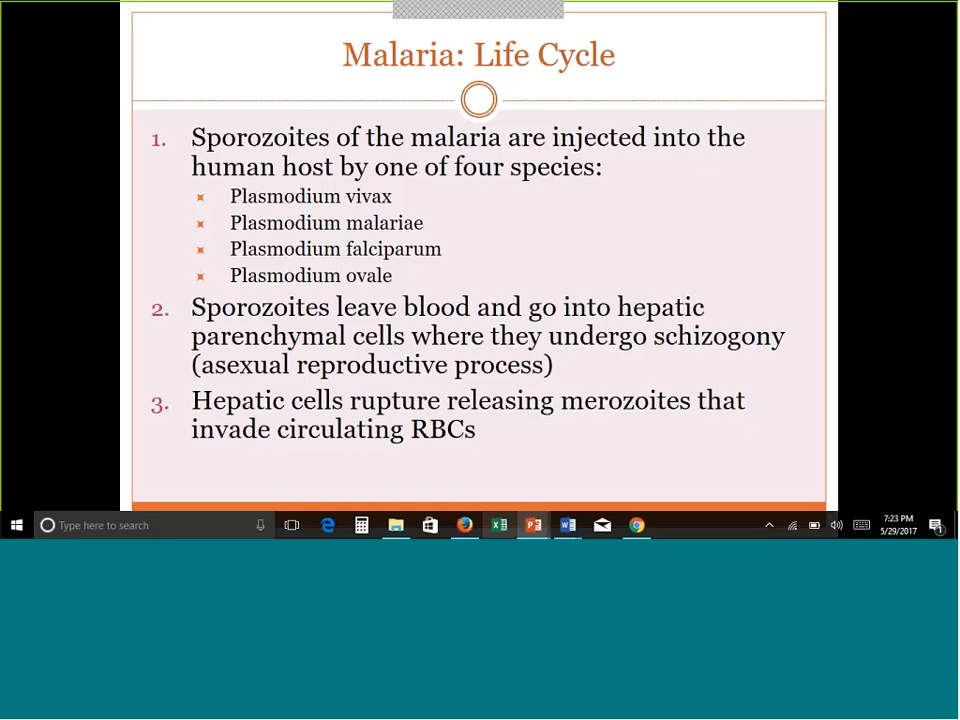 Malaria: Life Cycle
1. Sporozoites of the malaria are injected into the
human host by one of four species:
Plasmodium vivax
Plasmodium malariae
Plasmodium falciparum
Plasmodium ovale
2. Sporozoites leave blood and go into hepatic
parenchymal cells where they undergo schizogony
(asexual reproductive process)
3. Hepatic cells rupture releasing merozoites that
invade circulating RBCs
Type here to search
7:23 PM
5/29/2017
1